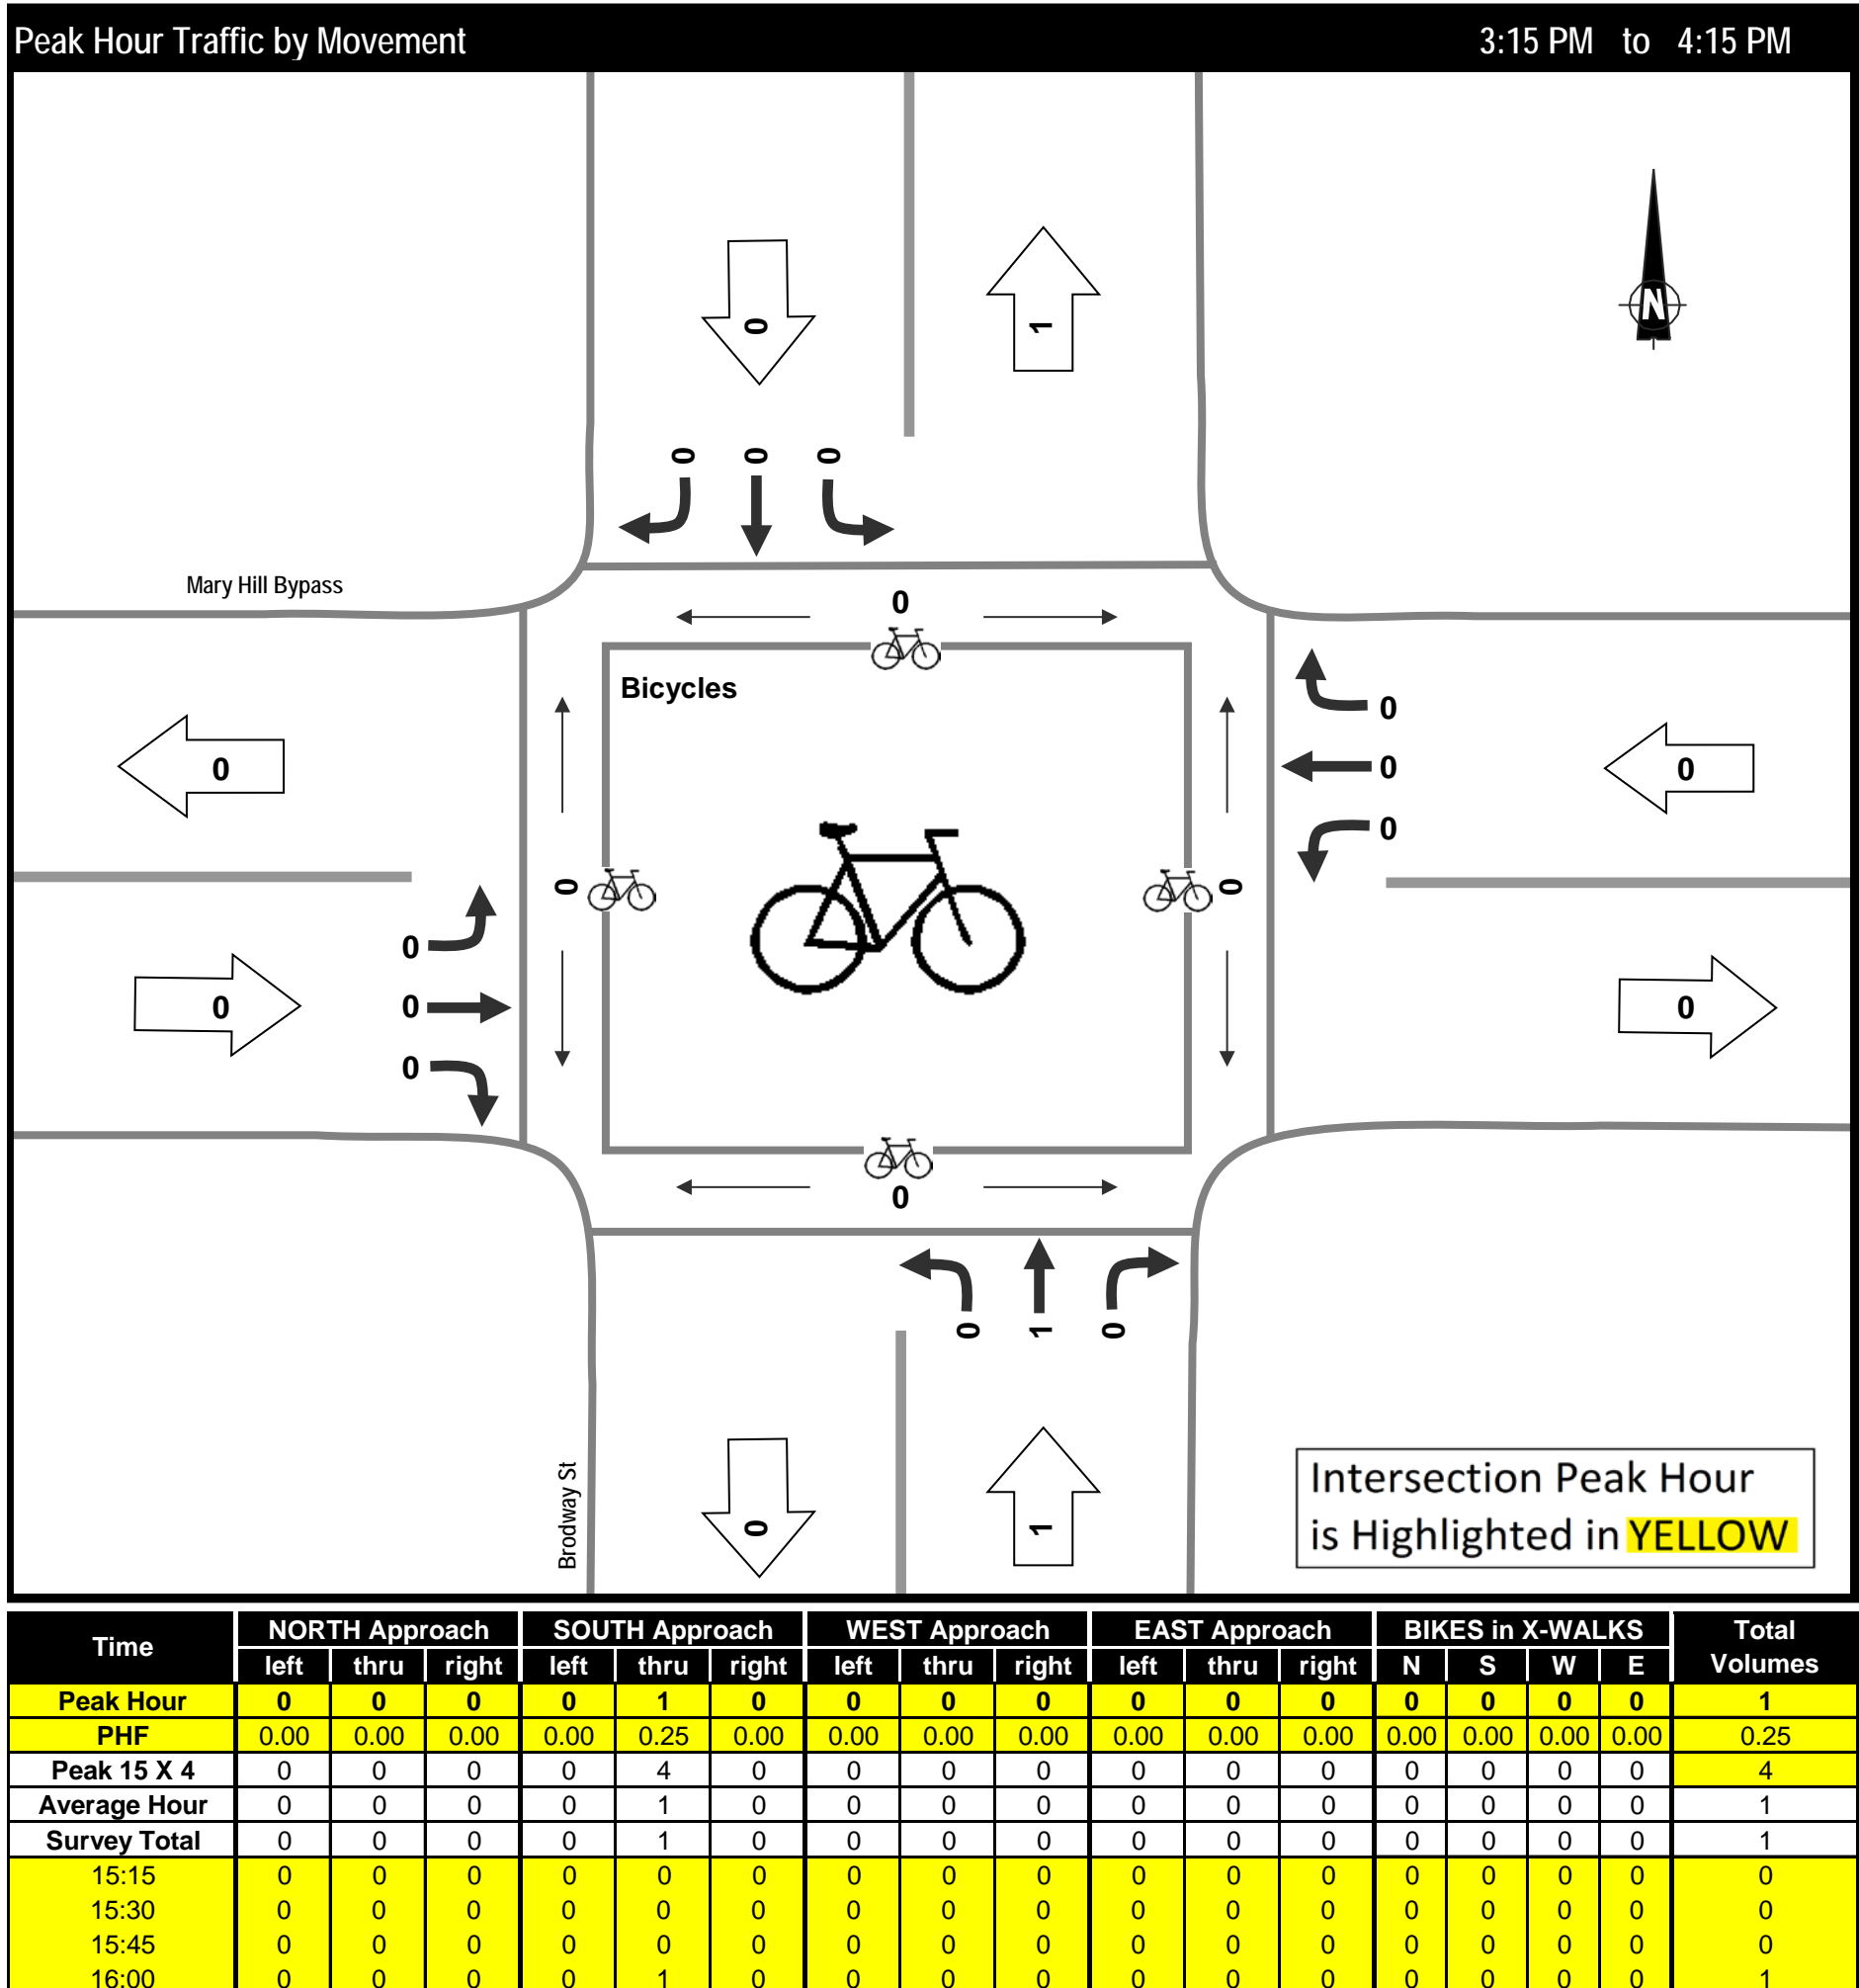 Peak Hour Traffic by Movement 3:15 PM to 4:15 PM
N
0 1
0 0 0
Mary Hill Bypass
0
Bicycles
0
0
0 0
0
0 0
0
0
0 0 0
0
0
0 1 0
Brodway St
0 1
Intersection Peak Hour
is Highlighted in YELLOW
Time NORTH Approach SOUTH Approach WEST Approach EAST Approach BIKES in X-WALKS Total Volumes
left thru right left thru right left thru right left thru right N S W E
Peak Hour 0 0 0 0 1 0 0 0 0 0 0 0 0 0 0 0 1
PHF 0.00 0.00 0.00 0.00 0.25 0.00 0.00 0.00 0.00 0.00 0.00 0.00 0.00 0.00 0.00 0.00 0.25
Peak 15 X 4 0 0 0 0 4 0 0 0 0 0 0 0 0 0 0 0 4
Average Hour 0 0 0 0 1 0 0 0 0 0 0 0 0 0 0 0 1
Survey Total 0 0 0 0 1 0 0 0 0 0 0 0 0 0 0 0 1
15:15 0 0 0 0 0 0 0 0 0 0 0 0 0 0 0 0 0
15:30 0 0 0 0 0 0 0 0 0 0 0 0 0 0 0 0 0
15:45 0 0 0 0 0 0 0 0 0 0 0 0 0 0 0 0 0
16:00 0 0 0 0 1 0 0 0 0 0 0 0 0 0 0 0 1